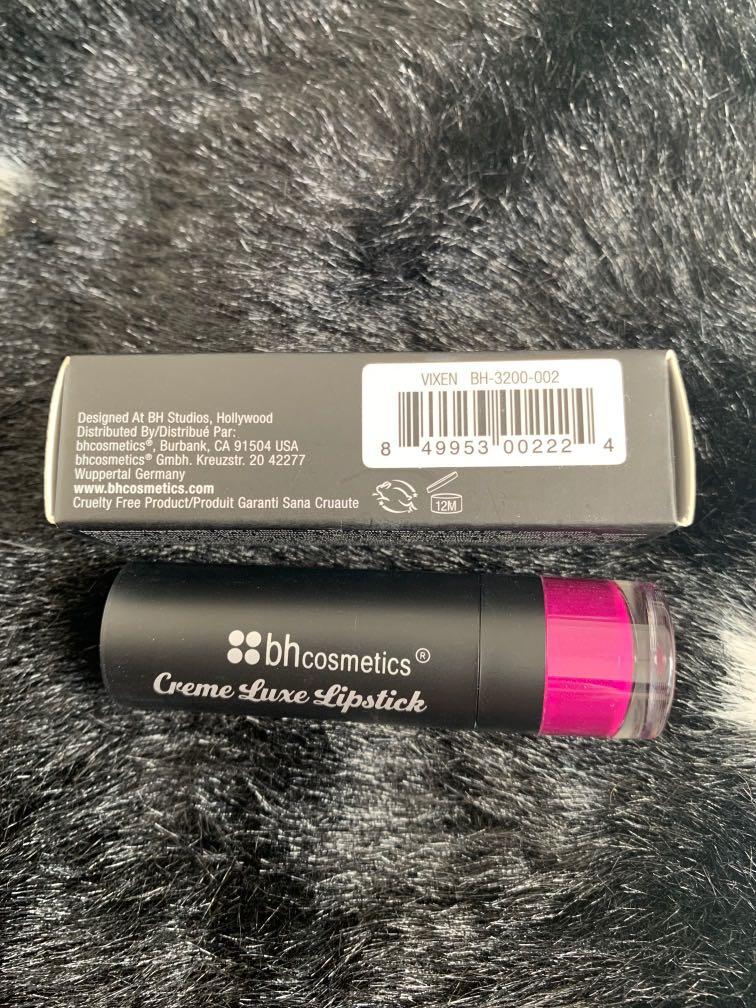 VIXEN BH-3200-002
8 49953 00222 4
Designed At BH Studios, Hollywood
Distributed By/Distribué Par:
bhcosmetics®, Burbank, CA 91504 USA
bhcosmetics® Gmbh. Kreuzstr. 20 42277
Wuppertal Germany
www.bhcosmetics.com
Cruelty Free Product/Produit Garanti Sana Cruaute
12M
bhcosmetics®
Creme Luxe Lipstick